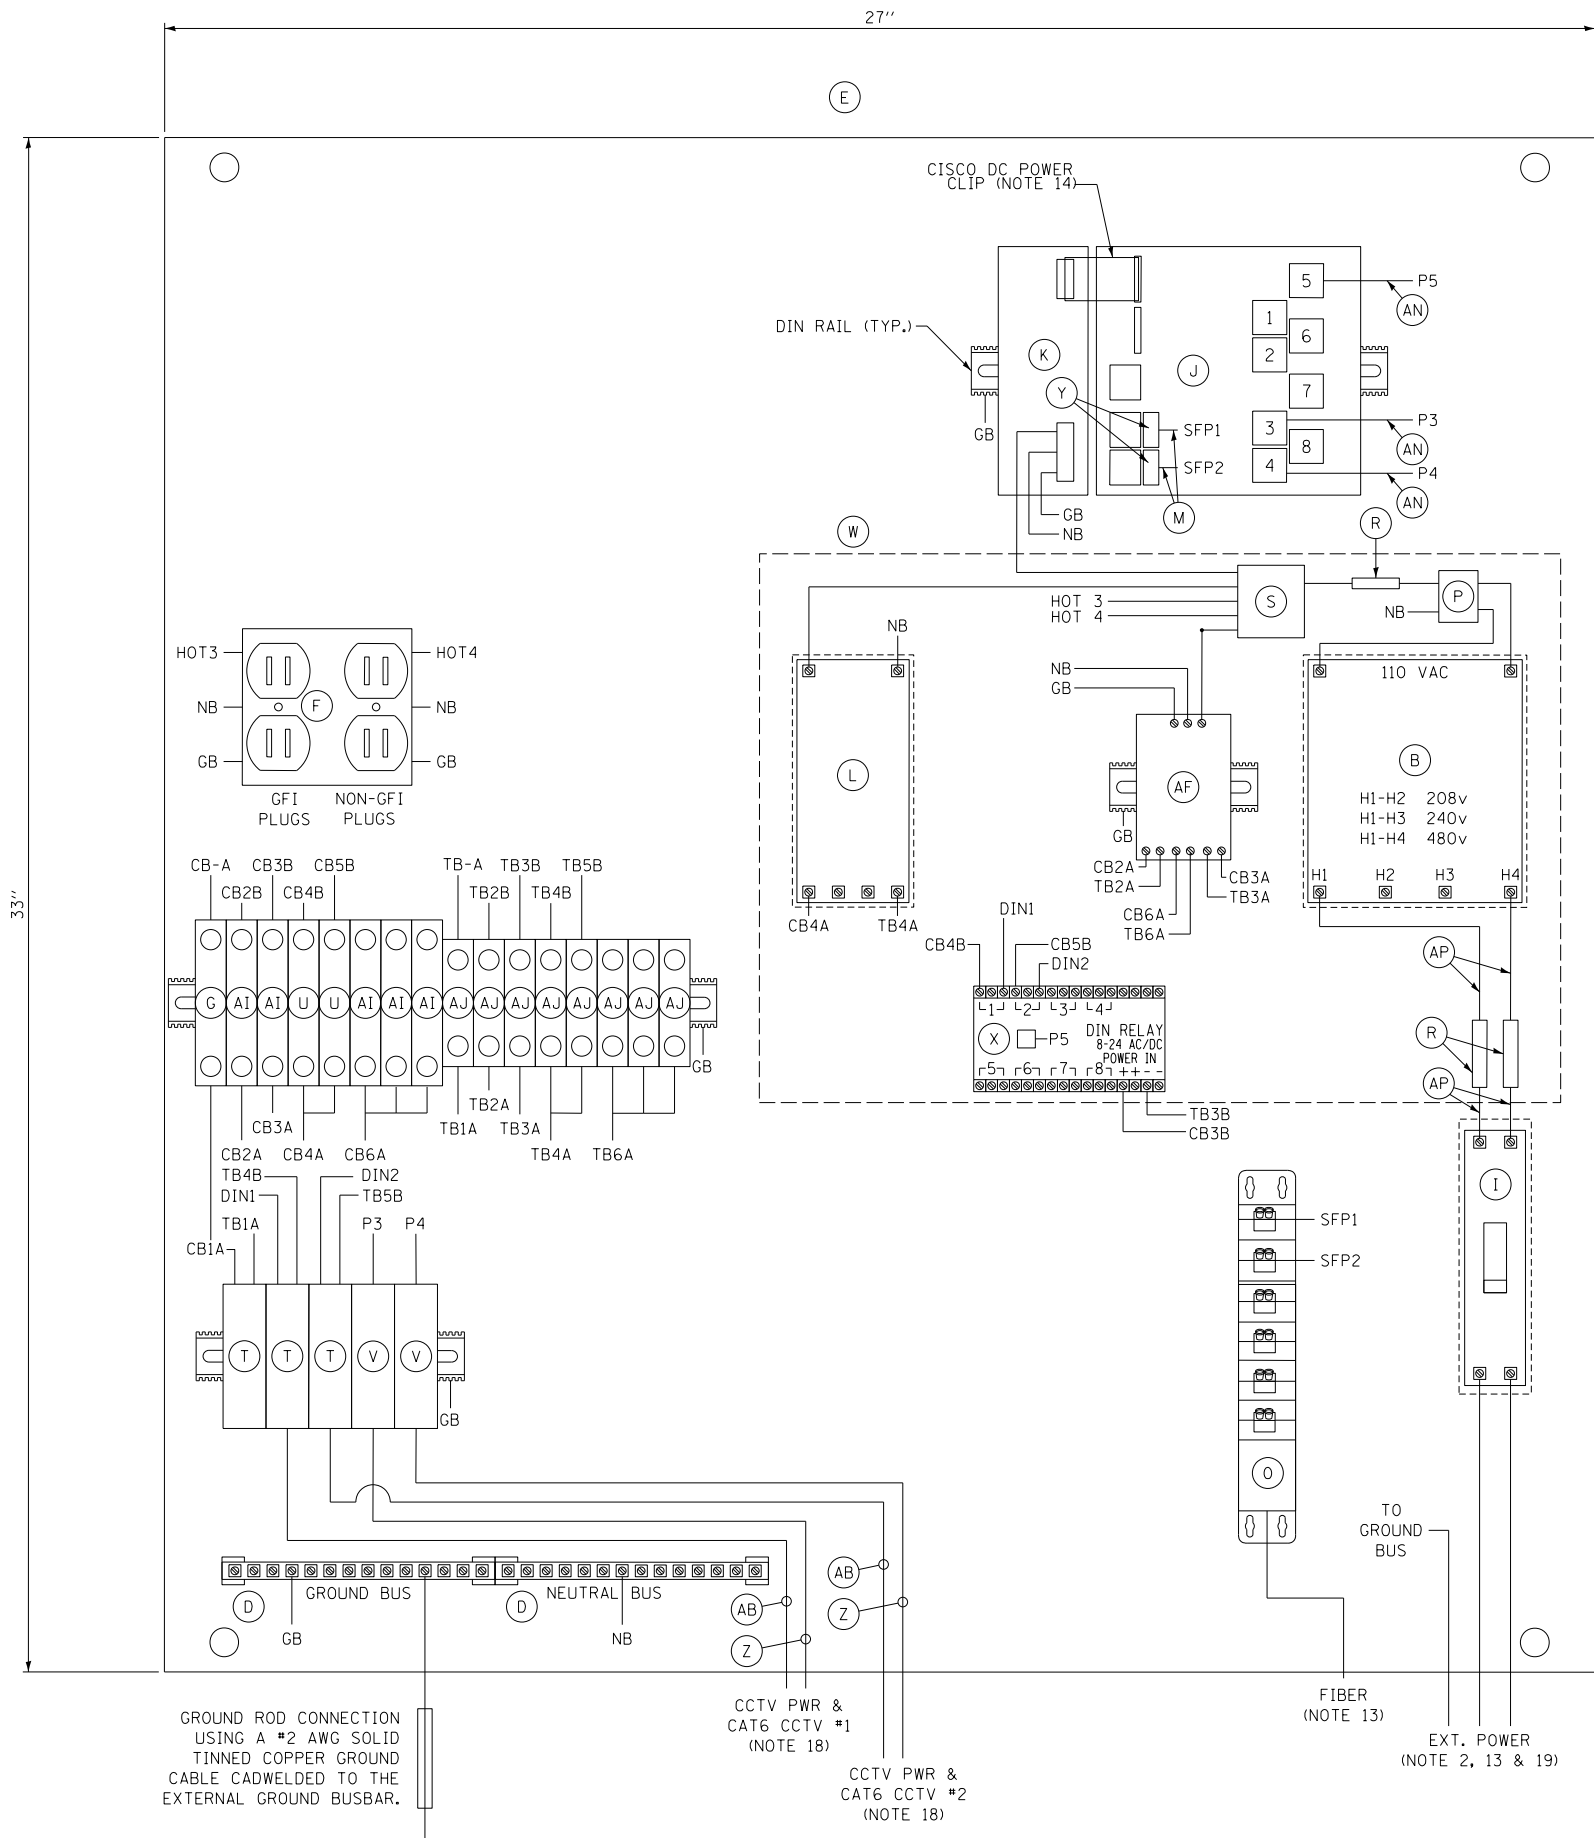 27''
E
33''
CISCO DC POWER
CLIP (NOTE 14)
DIN RAIL (TYP.)
GB
K
Y
J
SFP1
SFP2
M
GB
NB
5
1
6
2
7
3
8
4
P5
AN
P3
AN
P4
AN
W
R
HOT 3
HOT 4
S
NB
P
HOT3
HOT4
NB
F
NB
GB
GB
GFI
PLUGS
NON-GFI
PLUGS
NB
L
CB4A
TB4A
NB
GB
AF
GB
CB2A
TB2A
CB6A
TB6A
CB3A
TB3A
110 VAC
B
H1-H2 208v
H1-H3 240v
H1-H4 480v
H1
H2
H3
H4
CB-A
CB3B
CB5B
CB2B
CB4B
TB-A
TB3B
TB5B
TB2B
TB4B
G
AI
AI
U
U
AI
AI
AI
AJ
AJ
AJ
AJ
AJ
AJ
AJ
AJ
GB
CB3A
CB2A
CB4A
CB6A
TB2A
TB1A
TB3A
TB4A
TB6A
DIN1
CB4B
CB5B
DIN2
1
2
3
4
X
P5
DIN RELAY
8-24 AC/DC
POWER IN
5
6
7
8
++--
TB3B
CB3B
AP
R
AP
I
TB4B
DIN2
DIN1
TB5B
TB1A
P3
P4
CB1A
T
T
T
V
V
GB
SFP1
SFP2
O
TO
GROUND
BUS
GROUND BUS
NEUTRAL BUS
D
D
GB
NB
AB
Z
AB
Z
GROUND ROD CONNECTION
USING A #2 AWG SOLID
TINNED COPPER GROUND
CABLE CADWELDED TO THE
EXTERNAL GROUND BUSBAR.
CCTV PWR &
CAT6 CCTV #1
(NOTE 18)
CCTV PWR &
CAT6 CCTV #2
(NOTE 18)
FIBER
(NOTE 13)
EXT. POWER
(NOTE 2, 13 & 19)